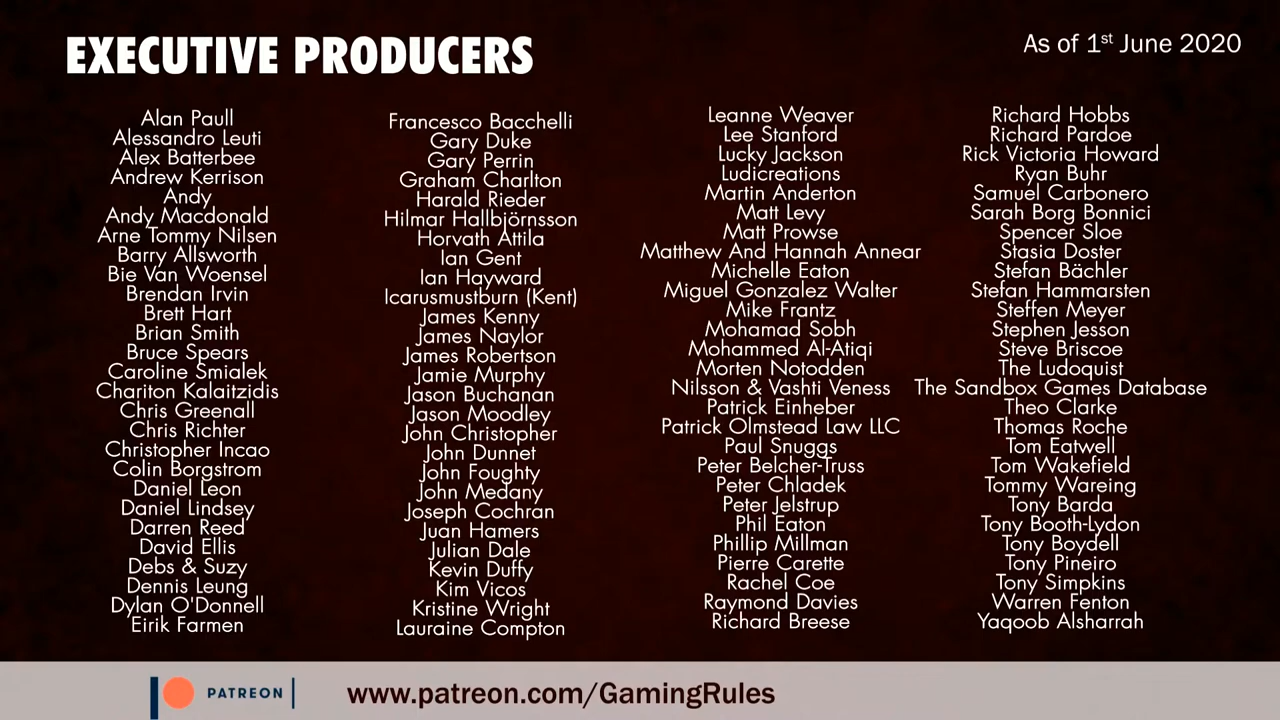 EXECUTIVE PRODUCERS
As of 1st June 2020
Alan Paull
Alessandro Leuti
Alex Batterbee
Andrew Kerrison
Andy
Andy Macdonald
Arne Tommy Nilsen
Barry Allsworth
Bie Van Woensel
Brendan Irvin
Brett Hart
Brian Smith
Bruce Spears
Caroline Smialek
Chariton Kalaitzidis
Chris Greenall
Chris Richter
Christopher Incao
Colin Borgstrom
Daniel Leon
Daniel Lindsey
Darren Reed
David Ellis
Debs & Suzy
Dennis Leung
Dylan O'Donnell
Eirik Farmen
Francesco Bacchelli
Gary Duke
Gary Perrin
Graham Charlton
Harald Rieder
Hilmar Hallbjörnsson
Horvath Attila
Ian Gent
Ian Hayward
Icarusmustburn (Kent)
James Kenny
James Naylor
James Robertson
Jamie Murphy
Jason Buchanan
Jason Moodley
John Christopher
John Dunnet
John Foughty
John Medany
Joseph Cochran
Juan Hamers
Julian Dale
Kevin Duffy
Kim Vicos
Kristine Wright
Lauraine Compton
Leanne Weaver
Lee Stanford
Lucky Jackson
Ludicreations
Martin Anderton
Matt Levy
Matt Prowse
Matthew And Hannah Annear
Michelle Eaton
Miguel Gonzalez Walter
Mike Frantz
Mohamad Sobh
Mohammed Al-Atiqi
Morten Notodden
Nilsson & Vashti Veness
Patrick Einheber
Patrick Olmstead Law LLC
Paul Snuggs
Peter Belcher-Truss
Peter Chladek
Peter Jelstrup
Phil Eaton
Phillip Millman
Pierre Carette
Rachel Coe
Raymond Davies
Richard Breese
Richard Hobbs
Richard Pardoe
Rick Victoria Howard
Ryan Buhr
Samuel Carbonero
Sarah Borg Bonnici
Spencer Sloe
Stasia Doster
Stefan Bächler
Stefan Hammarsten
Steffen Meyer
Stephen Jesson
Steve Briscoe
The Ludoquist
The Sandbox Games Database
Theo Clarke
Thomas Roche
Tom Eatwell
Tom Wakefield
Tommy Wareing
Tony Barda
Tony Booth-Lydon
Tony Boydell
Tony Pineiro
Tony Simpkins
Warren Fenton
Yaqoob Alsharrah
PATREON
www.patreon.com/GamingRules